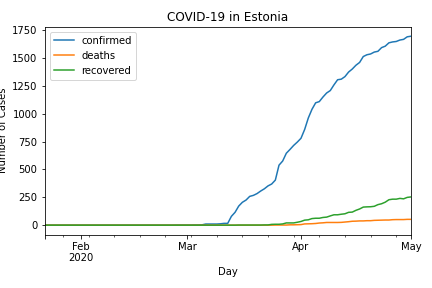 COVID-19 in Estonia
1750
1500
1250
1000
750
500
250
0
Number of Cases
confirmed
deaths
recovered
Feb
2020
Mar
Apr
May
Day